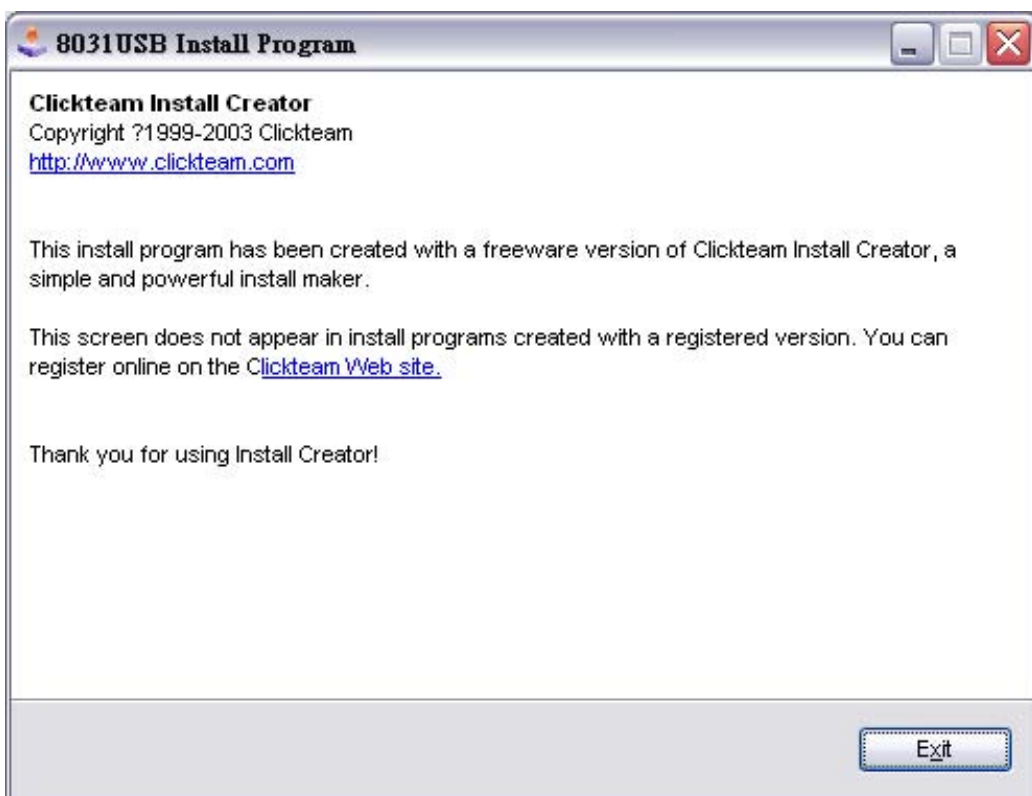 8031USB Install Program
Clickteam Install Creator
Copyright ?1999-2003 Clickteam
http://www.clickteam.com
This install program has been created with a freeware version of Clickteam Install Creator, a
simple and powerful install maker.
This screen does not appear in install programs created with a registered version. You can
register online on the Clickteam Web site.
Thank you for using Install Creator!
Exit